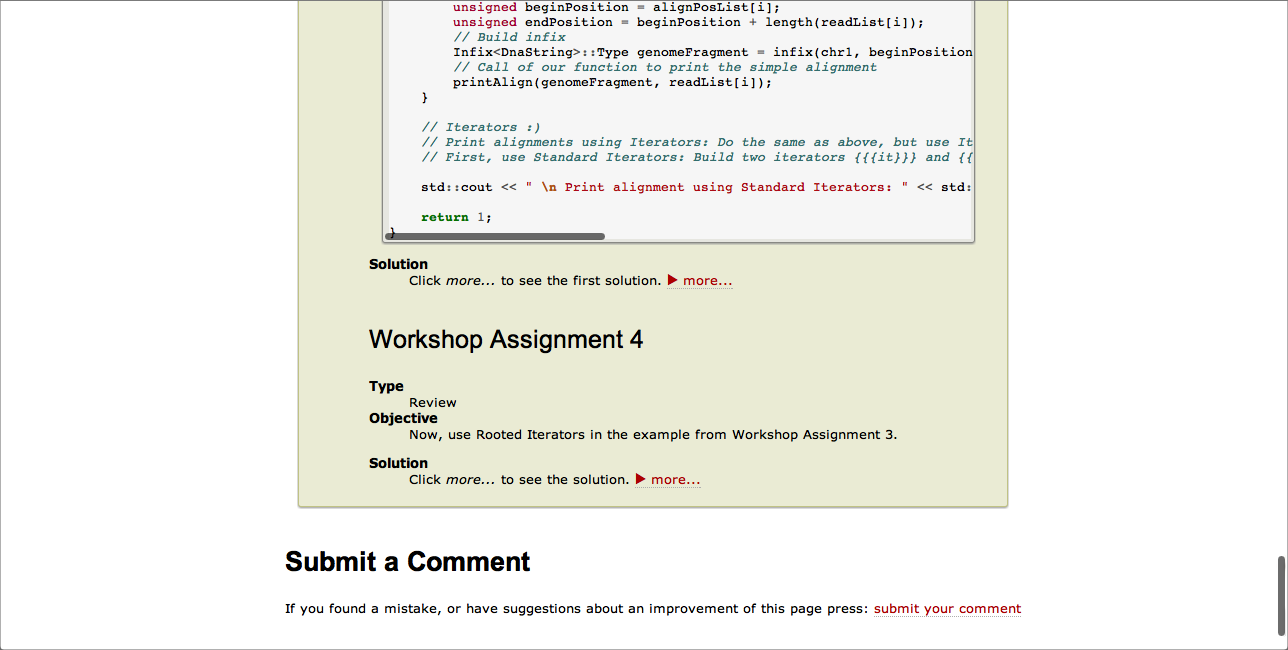 unsigned beginPosition = alignPosList[i];
unsigned endPosition = beginPosition + length(readList[i]);
// Build infix
Infix<DnaString>::Type genomeFragment = infix(chr1, beginPosition
// Call of our function to print the simple alignment
printAlign(genomeFragment, readList[i]);
}
// Iterators :)
// Print alignments using Iterators: Do the same as above, but use It
// First, use Standard Iterators: Build two iterators {{{it}}} and {{
std::cout << " \n Print alignment using Standard Iterators: " << std:
return 1;
}
Solution
Click more... to see the first solution. ▶ more...
Workshop Assignment 4
Type
Review
Objective
Now, use Rooted Iterators in the example from Workshop Assignment 3.
Solution
Click more... to see the solution. ▶ more...
Submit a Comment
If you found a mistake, or have suggestions about an improvement of this page press: submit your comment